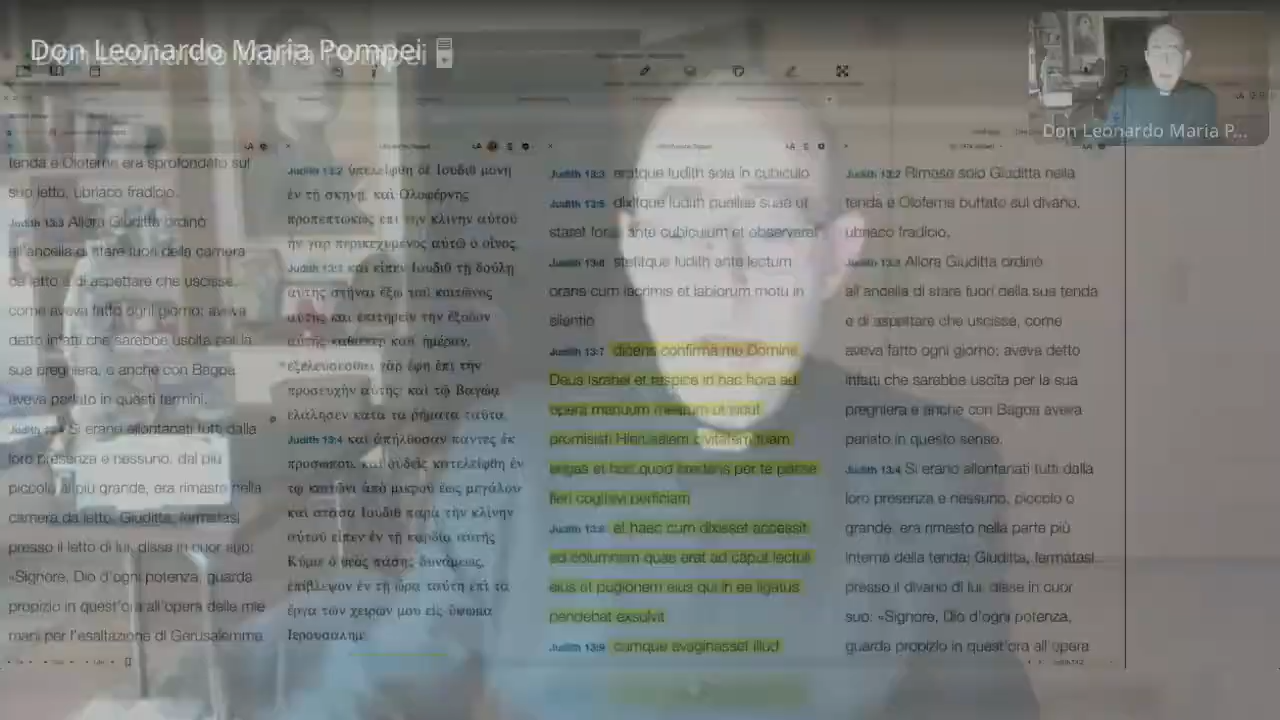 Don Leonardo Maria Pompei
Don Leonardo Maria P...
tenda e Oloferne era sprofondato sul
suo letto, ubriaco fradicio.
Judith 13:3 Allora Giuditta ordinò
all'ancella di stare fuori della camera
da letto e di aspettare che uscisse,
come aveva fatto ogni giorno: aveva
detto infatti che sarebbe uscita per la
sua preghiera, e anche con Bagoa
aveva parlato in questi termini.
Judith 13:4 Si erano allontanati tutti dalla
loro presenza e nessuno, dal più
piccolo al più grande, era rimasto nella
camera da letto. Giuditta, fermatasi
presso il letto di lui, disse in cuor suo:
«Signore, Dio d'ogni potenza, guarda
propizio in quest'ora all'opera delle mie
mani per l'esaltazione di Gerusalemme
Judith 13:2 ὑπελείφθη δὲ Ιουδιθ μόνη
ἐν τῇ σκηνῇ, καὶ Ολοφέρνης
προπεπτωκὼς ἐπὶ τὴν κλίνην αὐτοῦ
ἦν γὰρ περικεχυμένος αὐτῷ ὁ οἶνος.
Judith 13:3 καὶ εἶπεν Ιουδιθ τῇ δούλῃ
αὐτῆς στῆναι ἔξω τοῦ κοιτῶνος
αὐτῆς καὶ ἐπιτηρεῖν τὴν ἔξοδον
αὐτῆς καθάπερ καθ᾽ ἡμέραν,
ἐξελεύσεσθαι γὰρ ἔφη ἐπὶ τὴν
προσευχὴν αὐτῆς· καὶ τῷ Βαγώᾳ
ἐλάλησεν κατὰ τὰ ῥήματα ταῦτα.
Judith 13:4 καὶ ἀπήλθοσαν πάντες ἐκ
προσώπου, καὶ οὐδεὶς κατελείφθη ἐν
τῷ κοιτῶνι ἀπὸ μικροῦ ἕως μεγάλου
καὶ στᾶσα Ιουδιθ παρὰ τὴν κλίνην
αὐτοῦ εἶπεν ἐν τῇ καρδίᾳ αὐτῆς
Κύριε ὁ θεὸς πάσης δυνάμεως,
ἐπίβλεψον ἐν τῇ ὥρᾳ ταύτῃ ἐπὶ τὰ
ἔργα τῶν χειρῶν μου εἰς ὕψωμα
Ιερουσαλημ·
Judith 13:3 eratque Iudith sola in cubiculo
Judith 13:5 dixitque Iudith puellae suae ut
staret foris ante cubiculum et observaret
Judith 13:6 stetitque Iudith ante lectum
orans cum lacrimis et labiorum motu in
silentio
Judith 13:7 dicens confirma me Domine
Deus Israhel et respice in hac hora ad
opera manuum mearum ut sicut
promisisti Hierusalem civitatem tuam
erigas et hoc quod credens per te posse
fieri cogitavi perficiam
Judith 13:8 et haec cum dixisset accessit
ad columnam quae erat ad caput lectuli
eius et pugionem eius qui in ea ligatus
pendebat exsolvit
Judith 13:9 cumque evaginasset illud
Judith 13:2 Rimase solo Giuditta nella
tenda e Oloferne buttato sul divano,
ubriaco fradicio.
Judith 13:3 Allora Giuditta ordinò
all'ancella di stare fuori della sua tenda
e di aspettare che uscisse, come
aveva fatto ogni giorno; aveva detto
infatti che sarebbe uscita per la sua
preghiera e anche con Bagoa aveva
parlato in questo senso.
Judith 13:4 Si erano allontanati tutti dalla
loro presenza e nessuno, piccolo o
grande, era rimasto nella parte più
interna della tenda; Giuditta, fermatasi
presso il divano di lui, disse in cuor
suo: «Signore, Dio d'ogni potenza,
guarda propizio in quest'ora all'opera